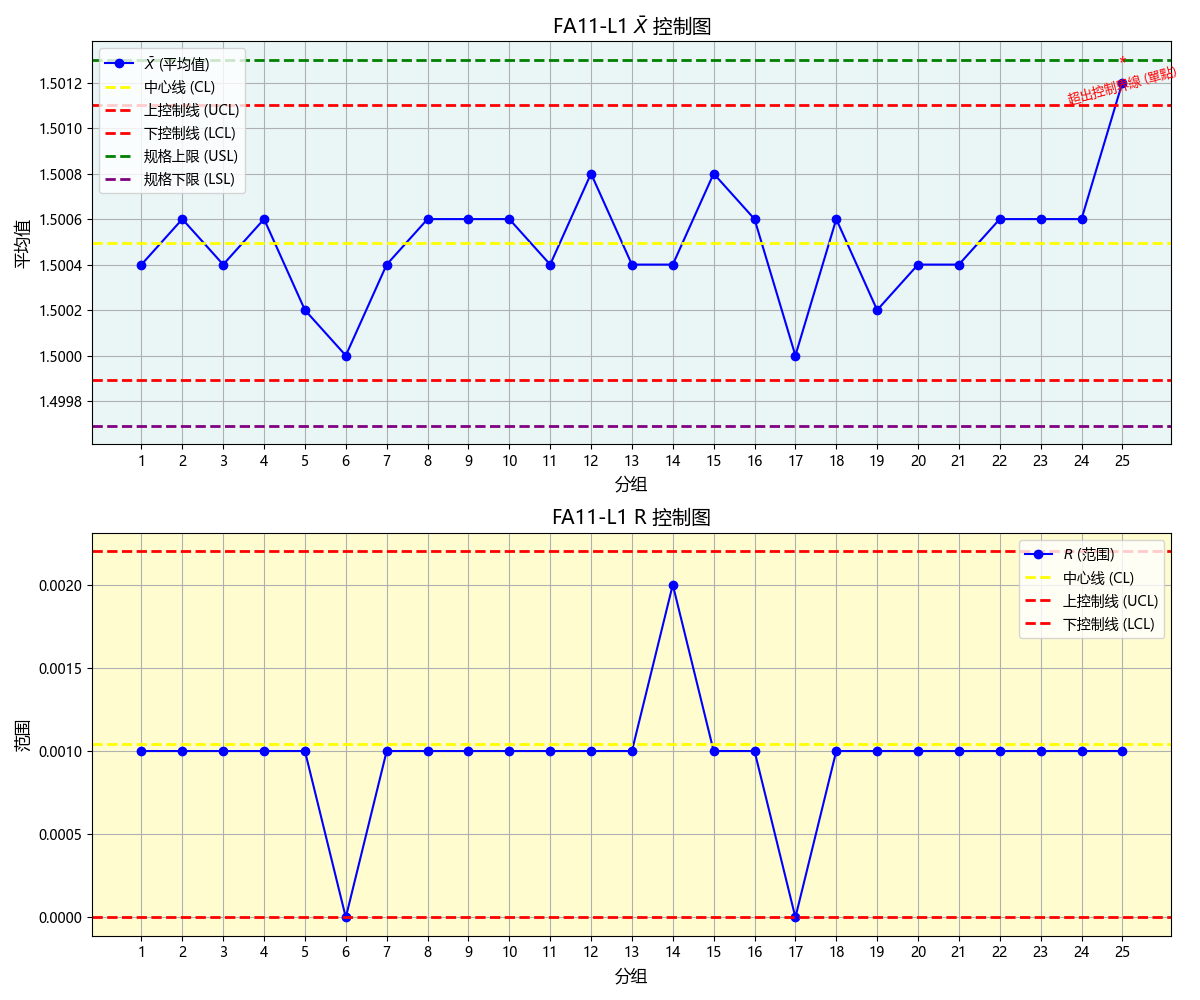 FA11-L1 X̄ 控制图
X̄ (平均值)
中心线 (CL)
上控制线 (UCL)
下控制线 (LCL)
规格上限 (USL)
规格下限 (LSL)
*
超出控制界線 (單點)
平均值
1.5012
1.5010
1.5008
1.5006
1.5004
1.5002
1.5000
1.4998
1 2 3 4 5 6 7 8 9 10 11 12 13 14 15 16 17 18 19 20 21 22 23 24 25
分组
FA11-L1 R 控制图
R (范围)
中心线 (CL)
上控制线 (UCL)
下控制线 (LCL)
范围
0.0020
0.0015
0.0010
0.0005
0.0000
1 2 3 4 5 6 7 8 9 10 11 12 13 14 15 16 17 18 19 20 21 22 23 24 25
分组